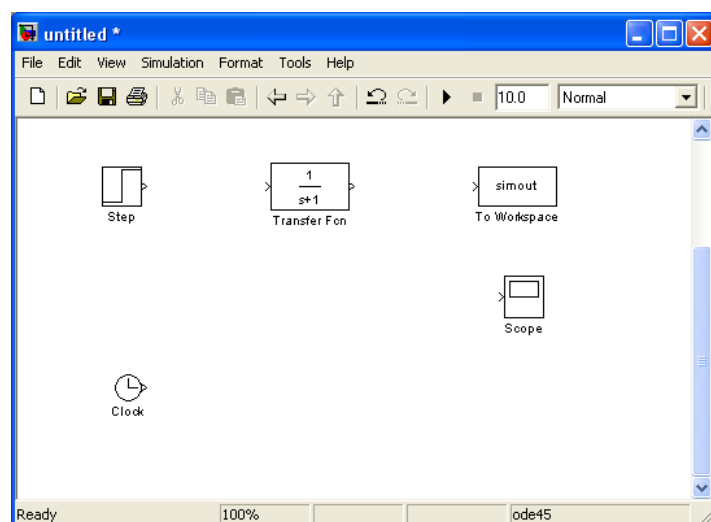 untitled *
File Edit View Simulation Format Tools Help
10.0 Normal
1
s+1
simout
Step Transfer Fcn To Workspace
Scope
Clock
Ready 100% ode45